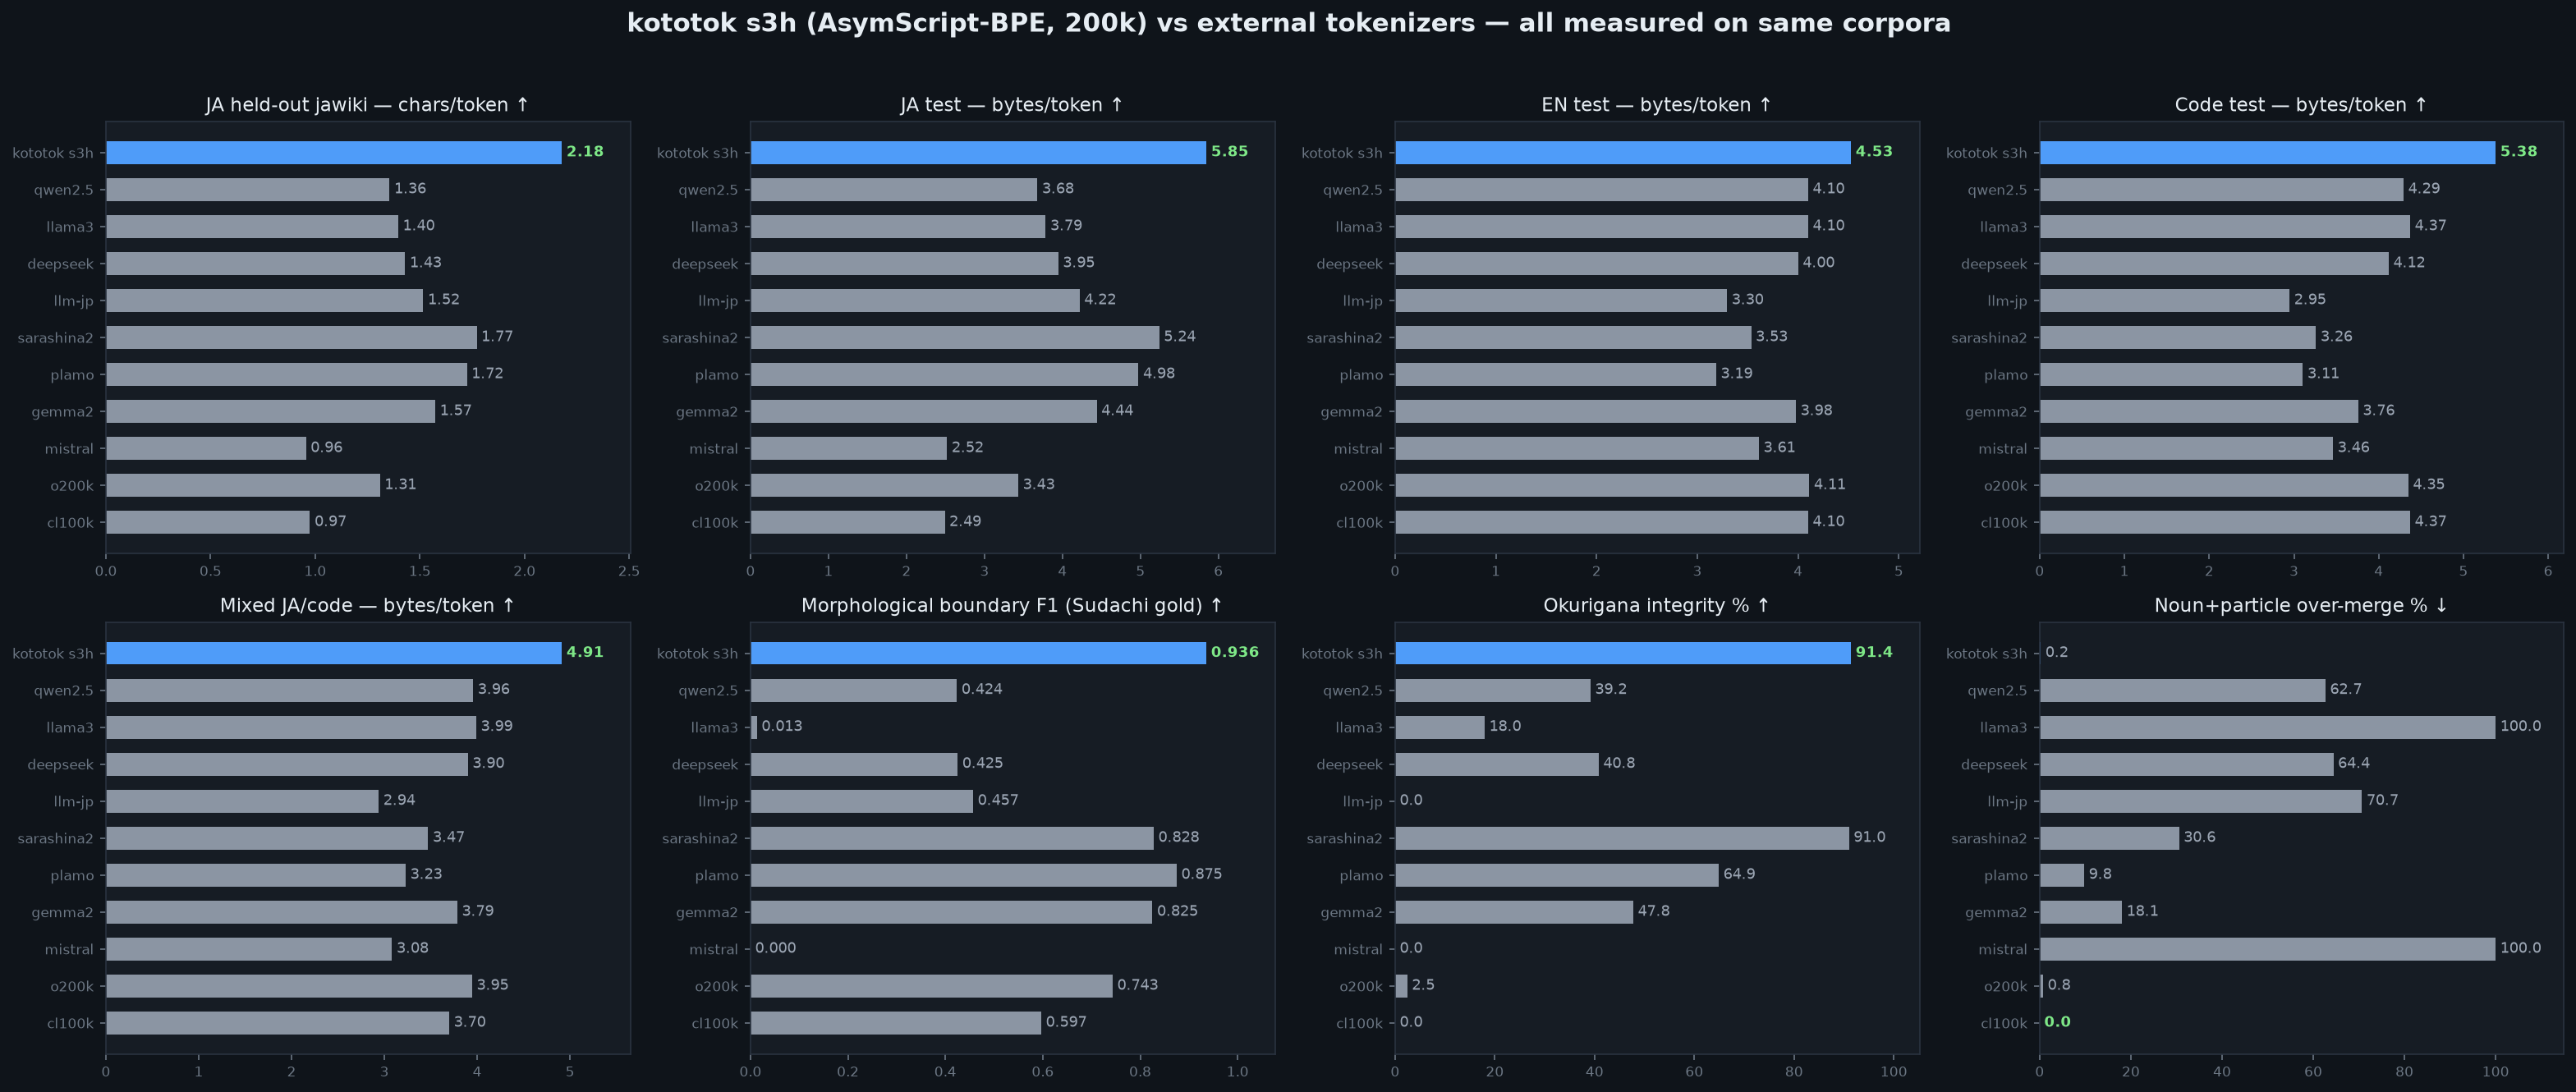 kototok s3h (AsymScript-BPE, 200k) vs external tokenizers — all measured on same corpora
JA held-out jawiki — chars/token ↑
kototok s3h 2.18
qwen2.5 1.36
llama3 1.40
deepseek 1.43
llm-jp 1.52
sarashina2 1.77
plamo 1.72
gemma2 1.57
mistral 0.96
o200k 1.31
cl100k 0.97
0.0 0.5 1.0 1.5 2.0 2.5
JA test — bytes/token ↑
kototok s3h 5.85
qwen2.5 3.68
llama3 3.79
deepseek 3.95
llm-jp 4.22
sarashina2 5.24
plamo 4.98
gemma2 4.44
mistral 2.52
o200k 3.43
cl100k 2.49
0 1 2 3 4 5 6
EN test — bytes/token ↑
kototok s3h 4.53
qwen2.5 4.10
llama3 4.10
deepseek 4.00
llm-jp 3.30
sarashina2 3.53
plamo 3.19
gemma2 3.98
mistral 3.61
o200k 4.11
cl100k 4.10
0 1 2 3 4 5
Code test — bytes/token ↑
kototok s3h 5.38
qwen2.5 4.29
llama3 4.37
deepseek 4.12
llm-jp 2.95
sarashina2 3.26
plamo 3.11
gemma2 3.76
mistral 3.46
o200k 4.35
cl100k 4.37
0 1 2 3 4 5 6
Mixed JA/code — bytes/token ↑
kototok s3h 4.91
qwen2.5 3.96
llama3 3.99
deepseek 3.90
llm-jp 2.94
sarashina2 3.47
plamo 3.23
gemma2 3.79
mistral 3.08
o200k 3.95
cl100k 3.70
0 1 2 3 4 5
Morphological boundary F1 (Sudachi gold) ↑
kototok s3h 0.936
qwen2.5 0.424
llama3 0.013
deepseek 0.425
llm-jp 0.457
sarashina2 0.828
plamo 0.875
gemma2 0.825
mistral 0.000
o200k 0.743
cl100k 0.597
0.0 0.2 0.4 0.6 0.8 1.0
Okurigana integrity % ↑
kototok s3h 91.4
qwen2.5 39.2
llama3 18.0
deepseek 40.8
llm-jp 0.0
sarashina2 91.0
plamo 64.9
gemma2 47.8
mistral 0.0
o200k 2.5
cl100k 0.0
0 20 40 60 80 100
Noun+particle over-merge % ↓
kototok s3h 0.2
qwen2.5 62.7
llama3 100.0
deepseek 64.4
llm-jp 70.7
sarashina2 30.6
plamo 9.8
gemma2 18.1
mistral 100.0
o200k 0.8
cl100k 0.0
0 20 40 60 80 100